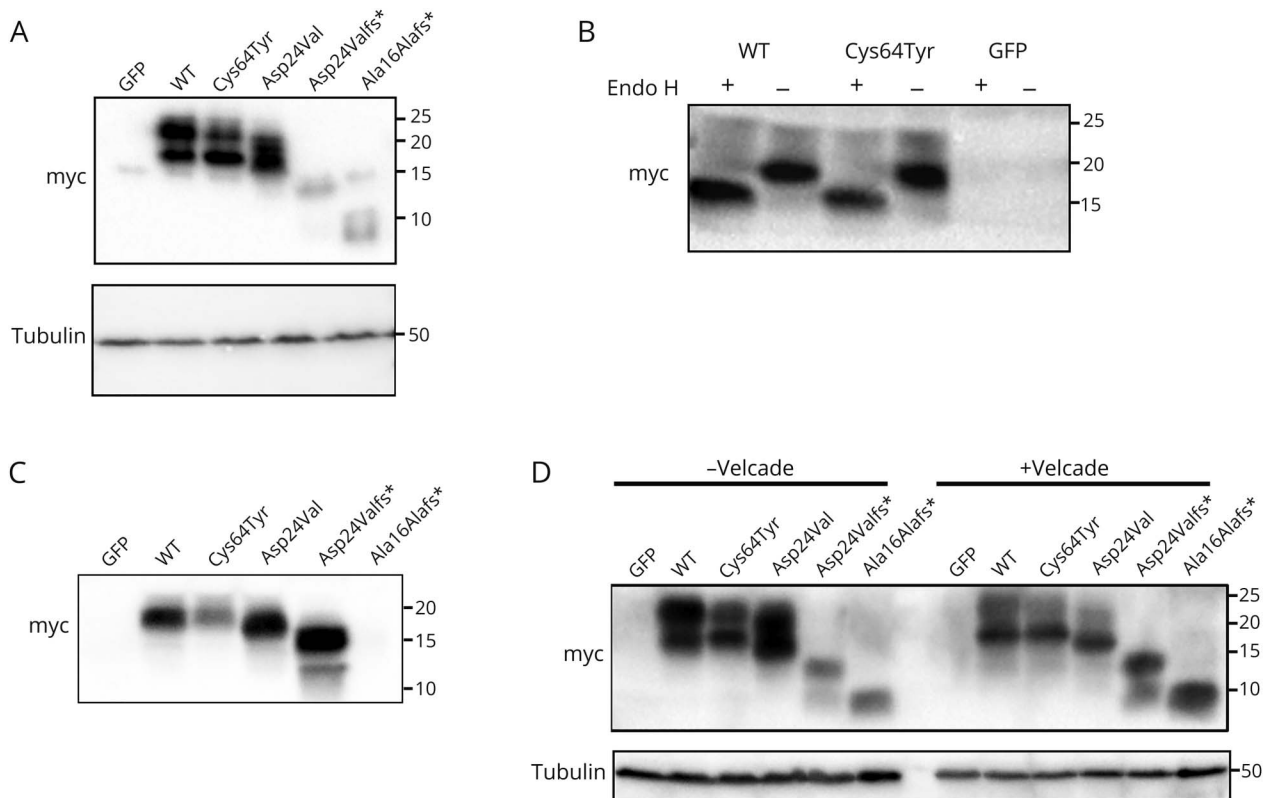 A
GFP WT Cys64Tyr Asp24Val Asp24Valfs* Ala16Alafs*
25
20
15
myc
10
Tubulin
50
B
WT Cys64Tyr GFP
Endo H + – + – + –
25
20
myc
15
C
GFP WT Cys64Tyr Asp24Val Asp24Valfs* Ala16Alafs*
20
myc
15
10
D
–Velcade +Velcade
GFP WT Cys64Tyr Asp24Val Asp24Valfs* Ala16Alafs* GFP WT Cys64Tyr Asp24Val Asp24Valfs* Ala16Alafs*
25
20
myc
15
10
Tubulin
50